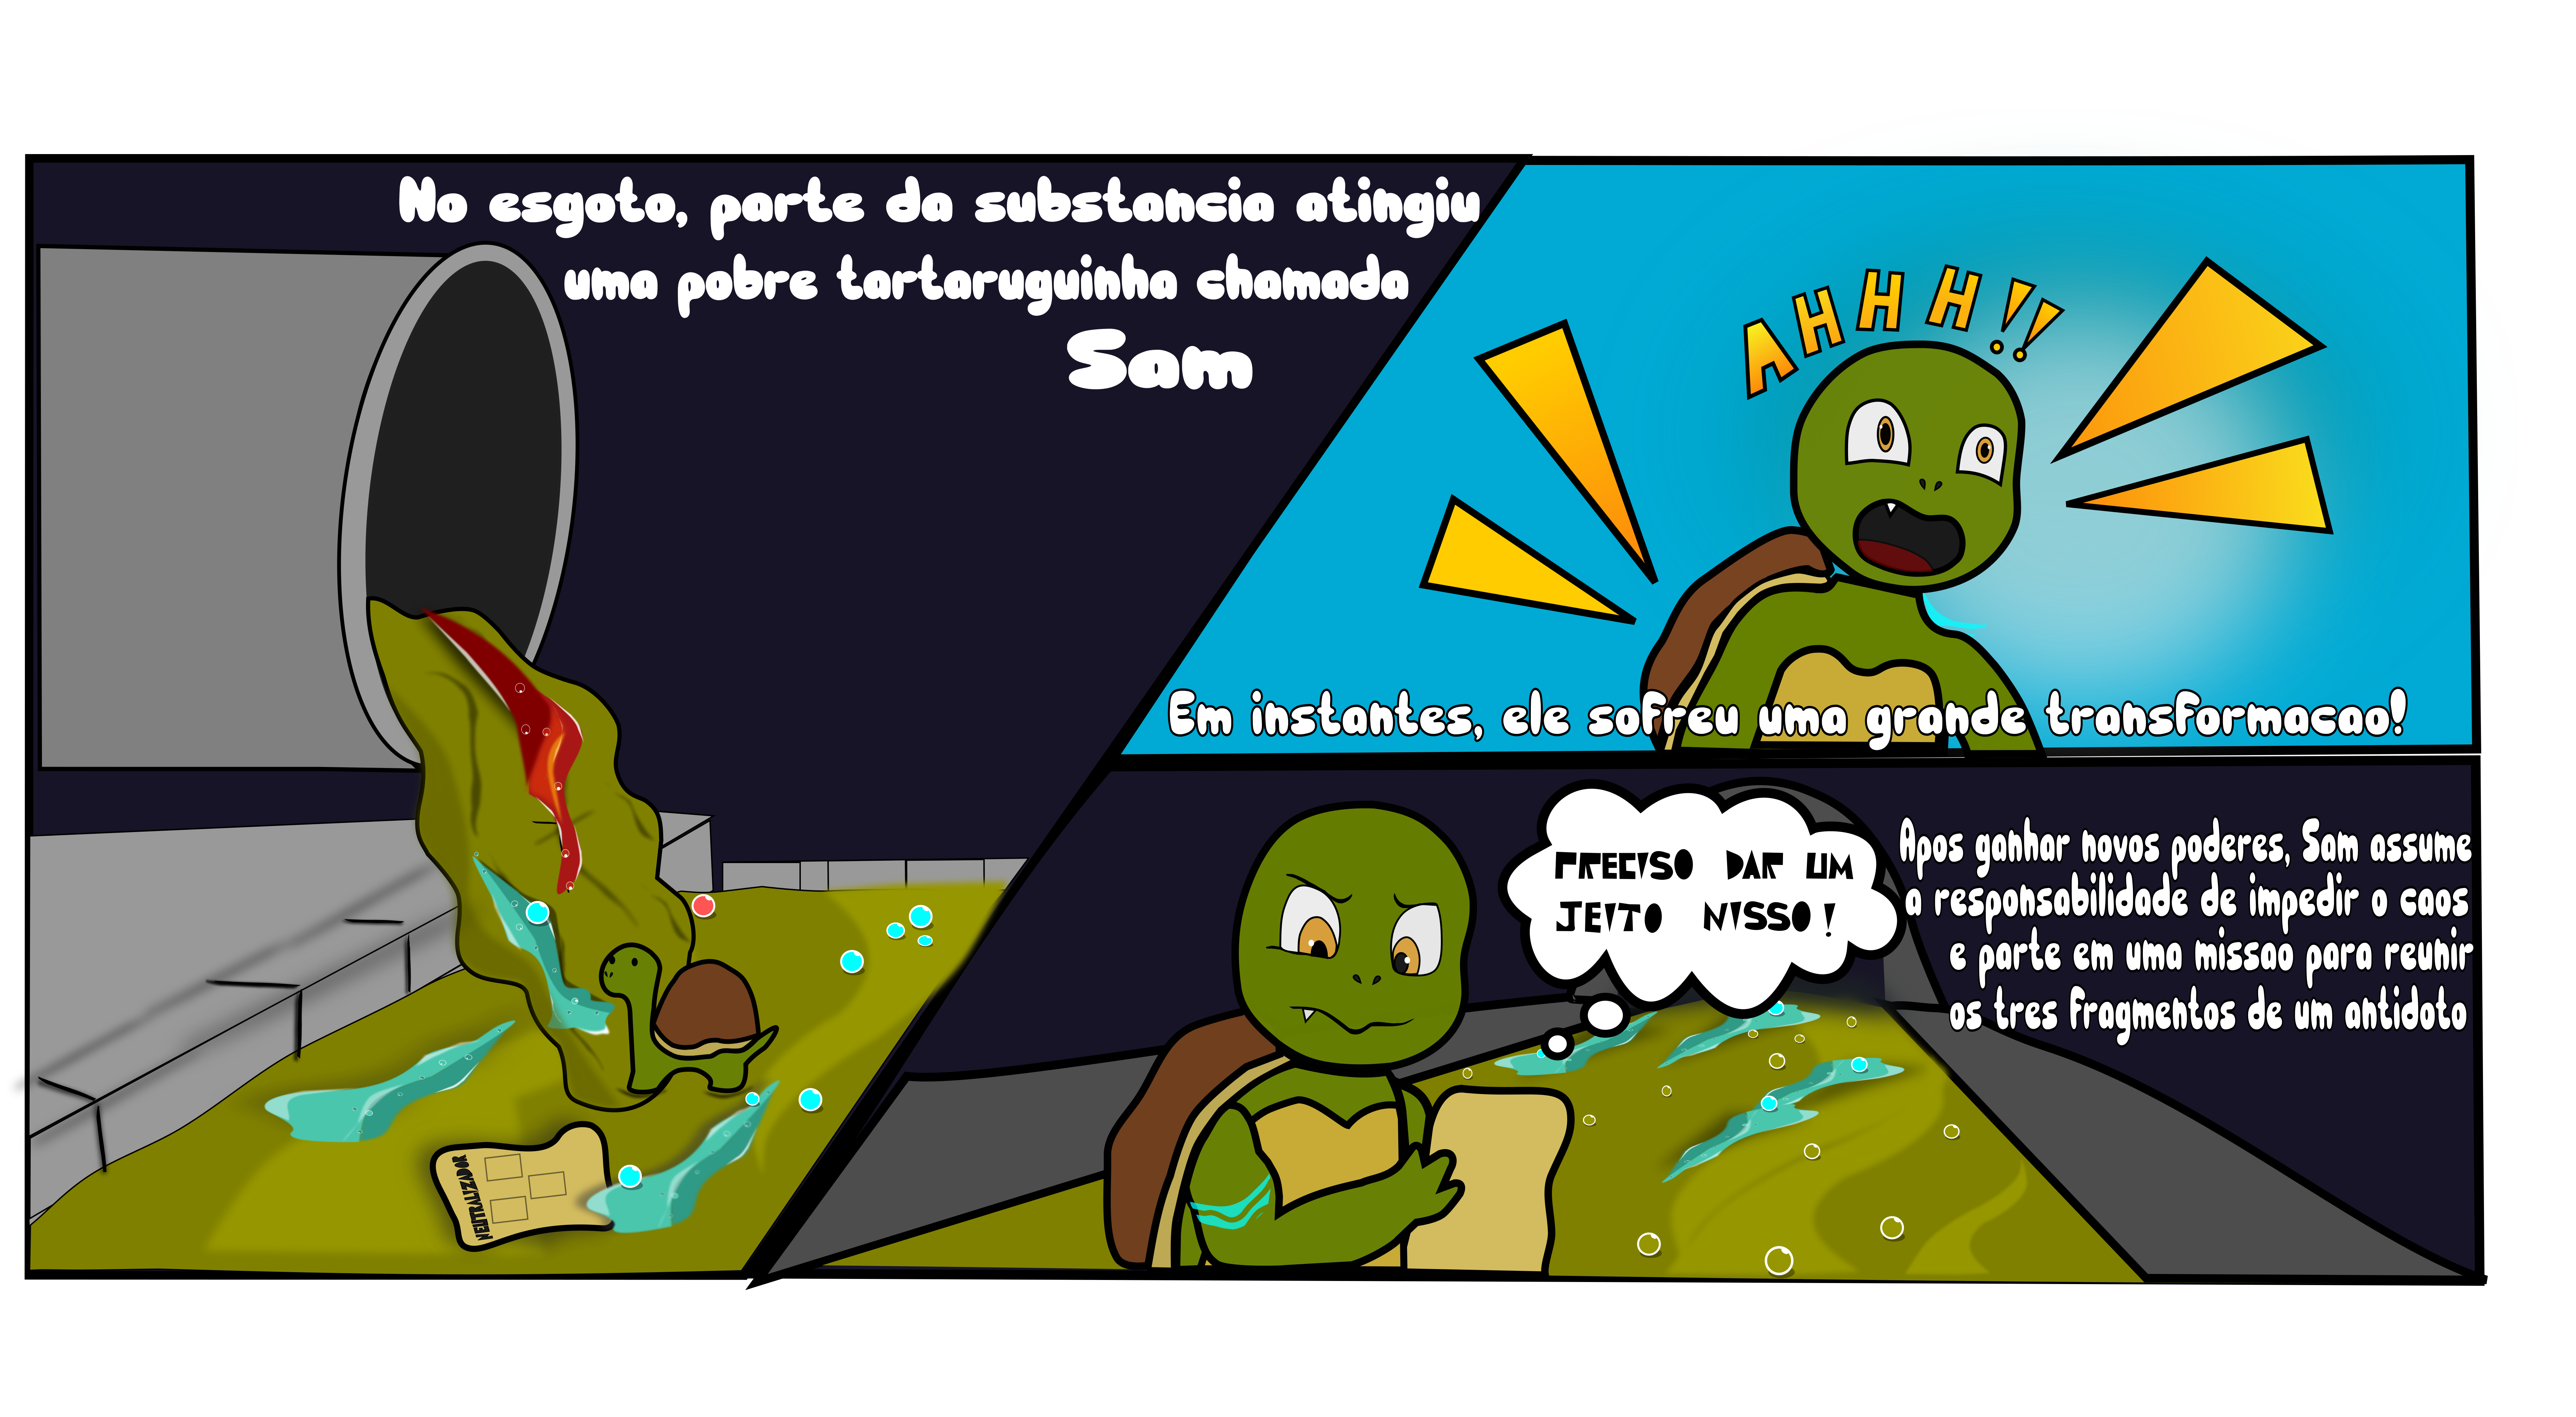 No esgoto, parte da substancia atingiu
uma pobre tartaruguinha chamada
Sam
NEUTRALIZADOR
AHHH!!
Em instantes, ele sofreu uma grande transformacao!
PRECISO DAR UM
JEITO NISSO!
Apos ganhar novos poderes, Sam assume
a responsabilidade de impedir o caos
e parte em uma missao para reunir
os tres fragmentos de um antidoto